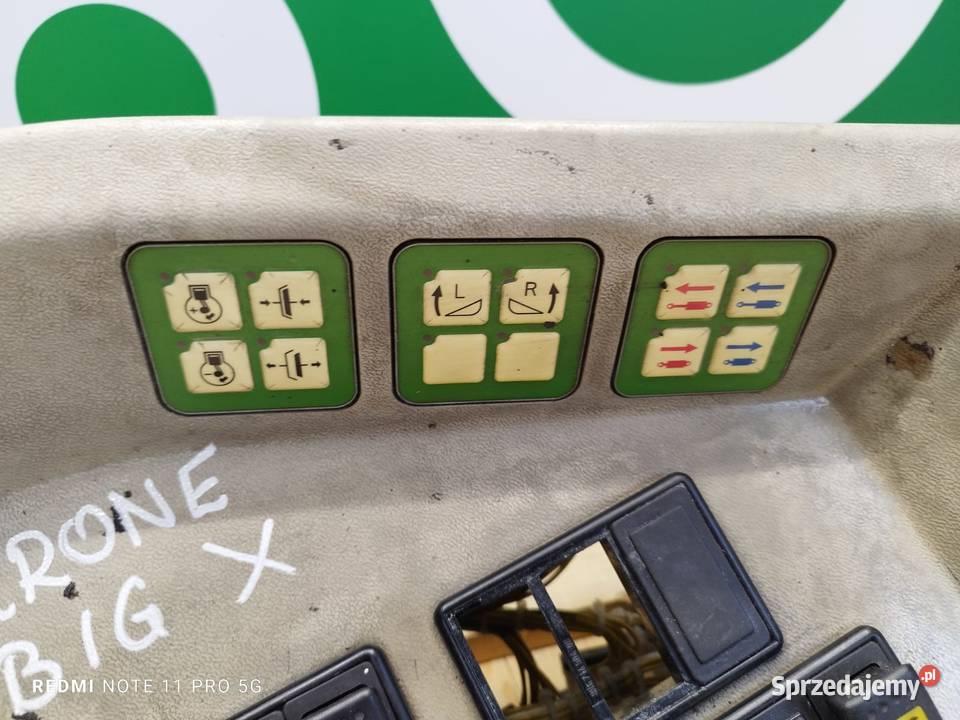 L R
RONE
BIG X
REDMI NOTE 11 PRO 5G
Sprzedajemy.pl